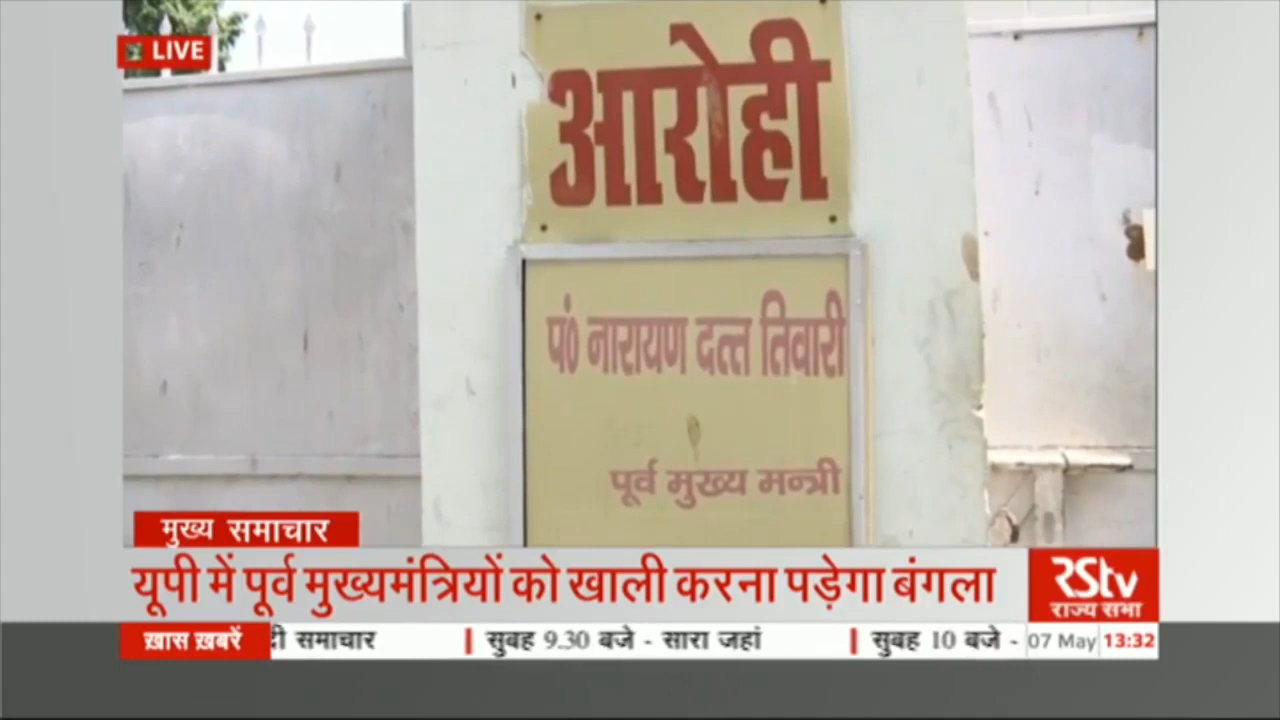 LIVE
आरोही
पं० नारायण दत्त तिवारी
पूर्व मुख्य मन्त्री
मुख्य समाचार
यूपी में पूर्व मुख्यमंत्रियों को खाली करना पड़ेगा बंगला
RStv
राज्य सभा
ख़ास ख़बरें दी समाचार | सुबह 9.30 बजे - सारा जहां | सुबह 10 बजे - 07 May 13:32